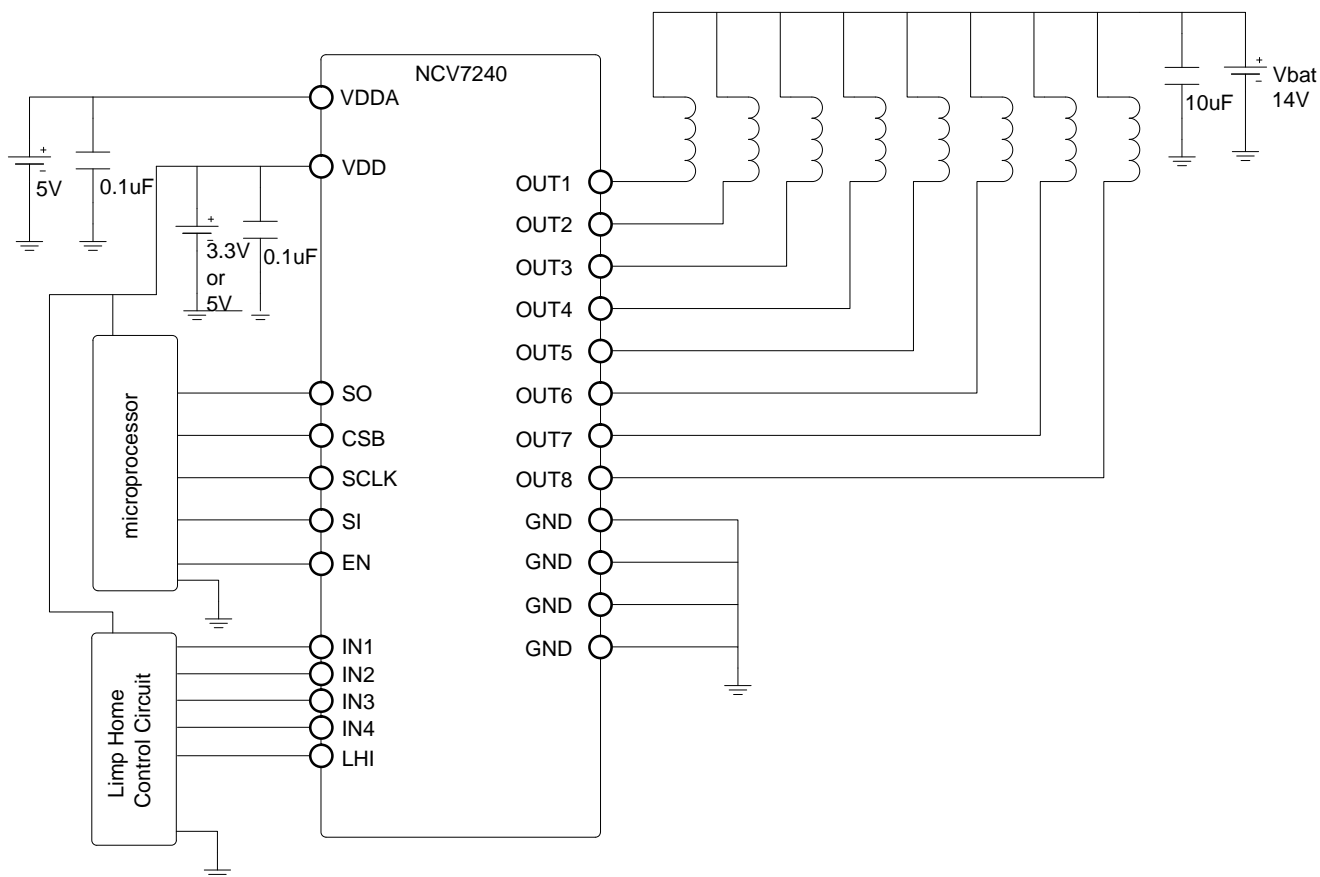 NCV7240
VDDA
VDD
5V
0.1uF
3.3V
or
5V
0.1uF
microprocessor
SO
CSB
SCLK
SI
EN
Limp Home
Control Circuit
IN1
IN2
IN3
IN4
LHI
OUT1
OUT2
OUT3
OUT4
OUT5
OUT6
OUT7
OUT8
GND
GND
GND
GND
10uF
Vbat
14V
+
-
+
-
+
-